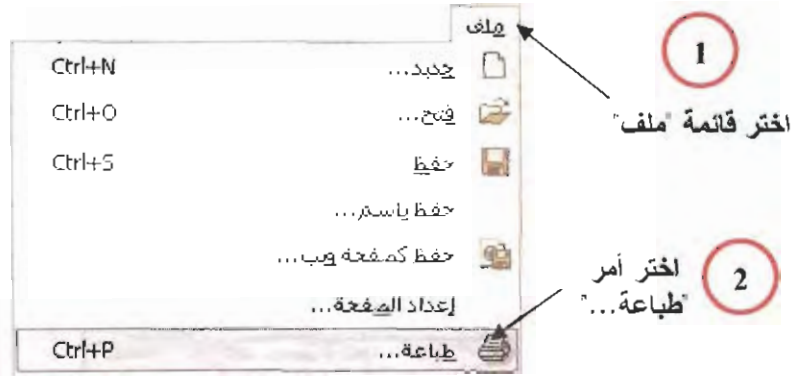 ملف
جديد... Ctrl+N
فتح... Ctrl+O
حفظ Ctrl+S
حفظ باسم...
حفظ كصفحة ويب...
إعداد الصفحة...
طباعة... Ctrl+P
1
اختر قائمة "ملف"
2
اختر أمر
"طباعة..."